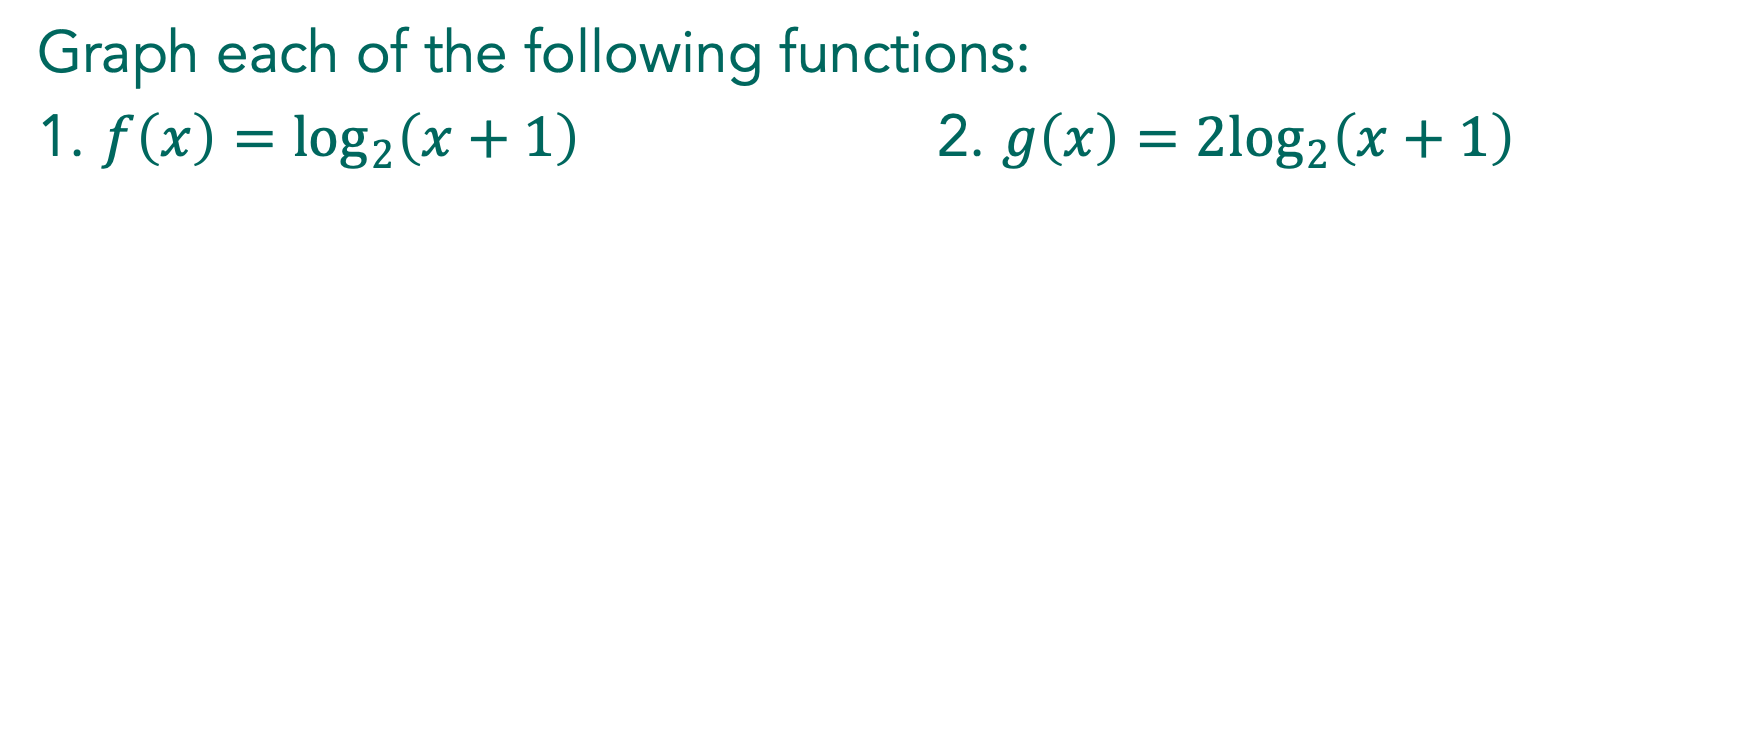 Graph each of the following functions:
1. f(x) = log₂(x + 1)
2. g(x) = 2log₂(x + 1)